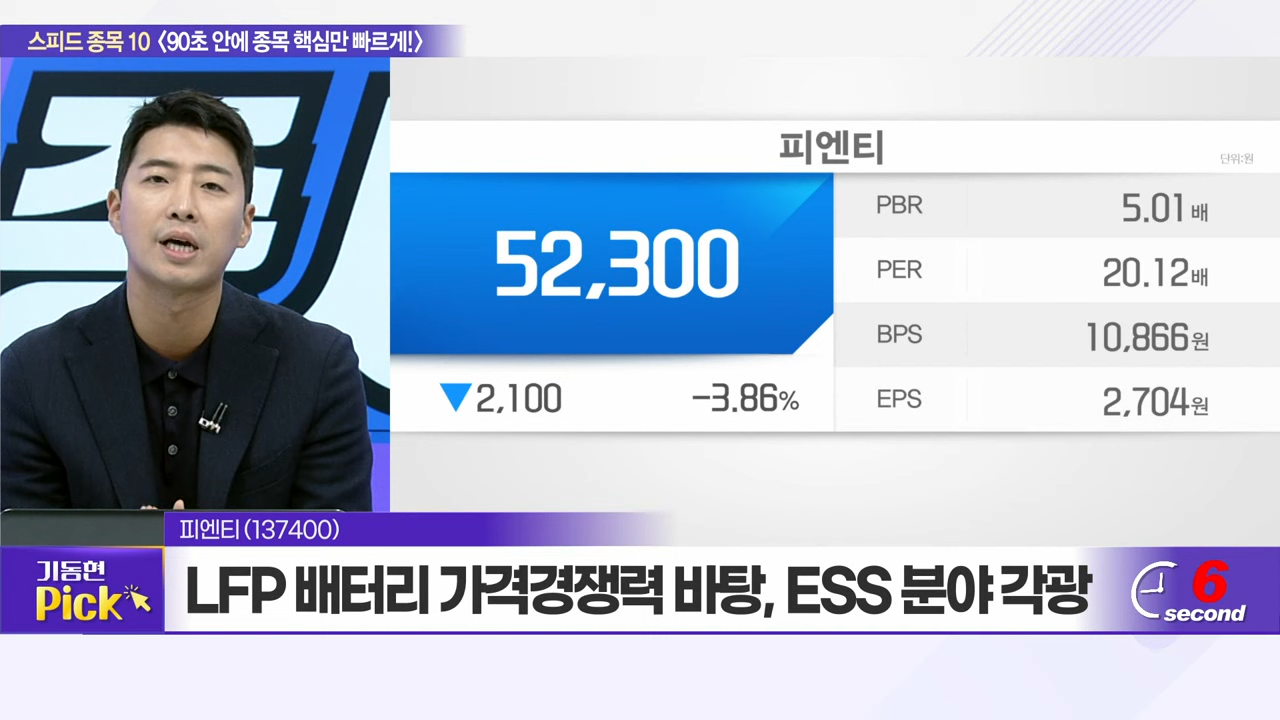 스피드 종목 10 〈90초 안에 종목 핵심만 빠르게!〉
피엔티
단위:원
52,300
▼2,100 -3.86%
PBR 5.01배
PER 20.12배
BPS 10,866원
EPS 2,704원
피엔티(137400)
기동현
Pick
LFP 배터리 가격경쟁력 바탕, ESS 분야 각광
6
second